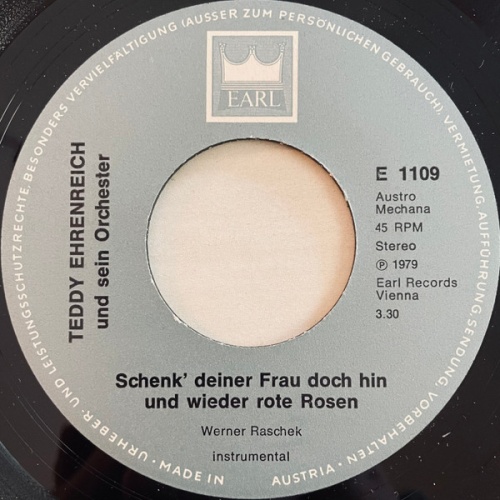 URHEBER- UND LEISTUNGSSCHUTZRECHTE, BESONDERS VERVIELFÄLTIGUNG (AUSSER ZUM PERSÖNLICHEN GEBRAUCH), VERMIETUNG, AUFFÜHRUNG, SENDUNG, VORBEHALTEN
EARL
TEDDY EHRENREICH
und sein Orchester
E 1109
Austro
Mechana
45 RPM
Stereo
℗ 1979
Earl Records
Vienna
3.30
Schenk' deiner Frau doch hin
und wieder rote Rosen
Werner Raschek
instrumental
· MADE IN AUSTRIA ·